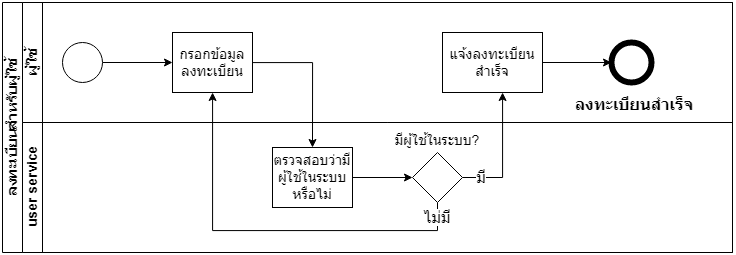 ลงทะเบียนสำหรับผู้ใช้
ผู้ใช้
กรอกข้อมูล
ลงทะเบียน
แจ้งลงทะเบียน
สำเร็จ
ลงทะเบียนสำเร็จ
user service
ตรวจสอบว่ามี
ผู้ใช้ในระบบ
หรือไม่
มีผู้ใช้ในระบบ?
มี
ไม่มี